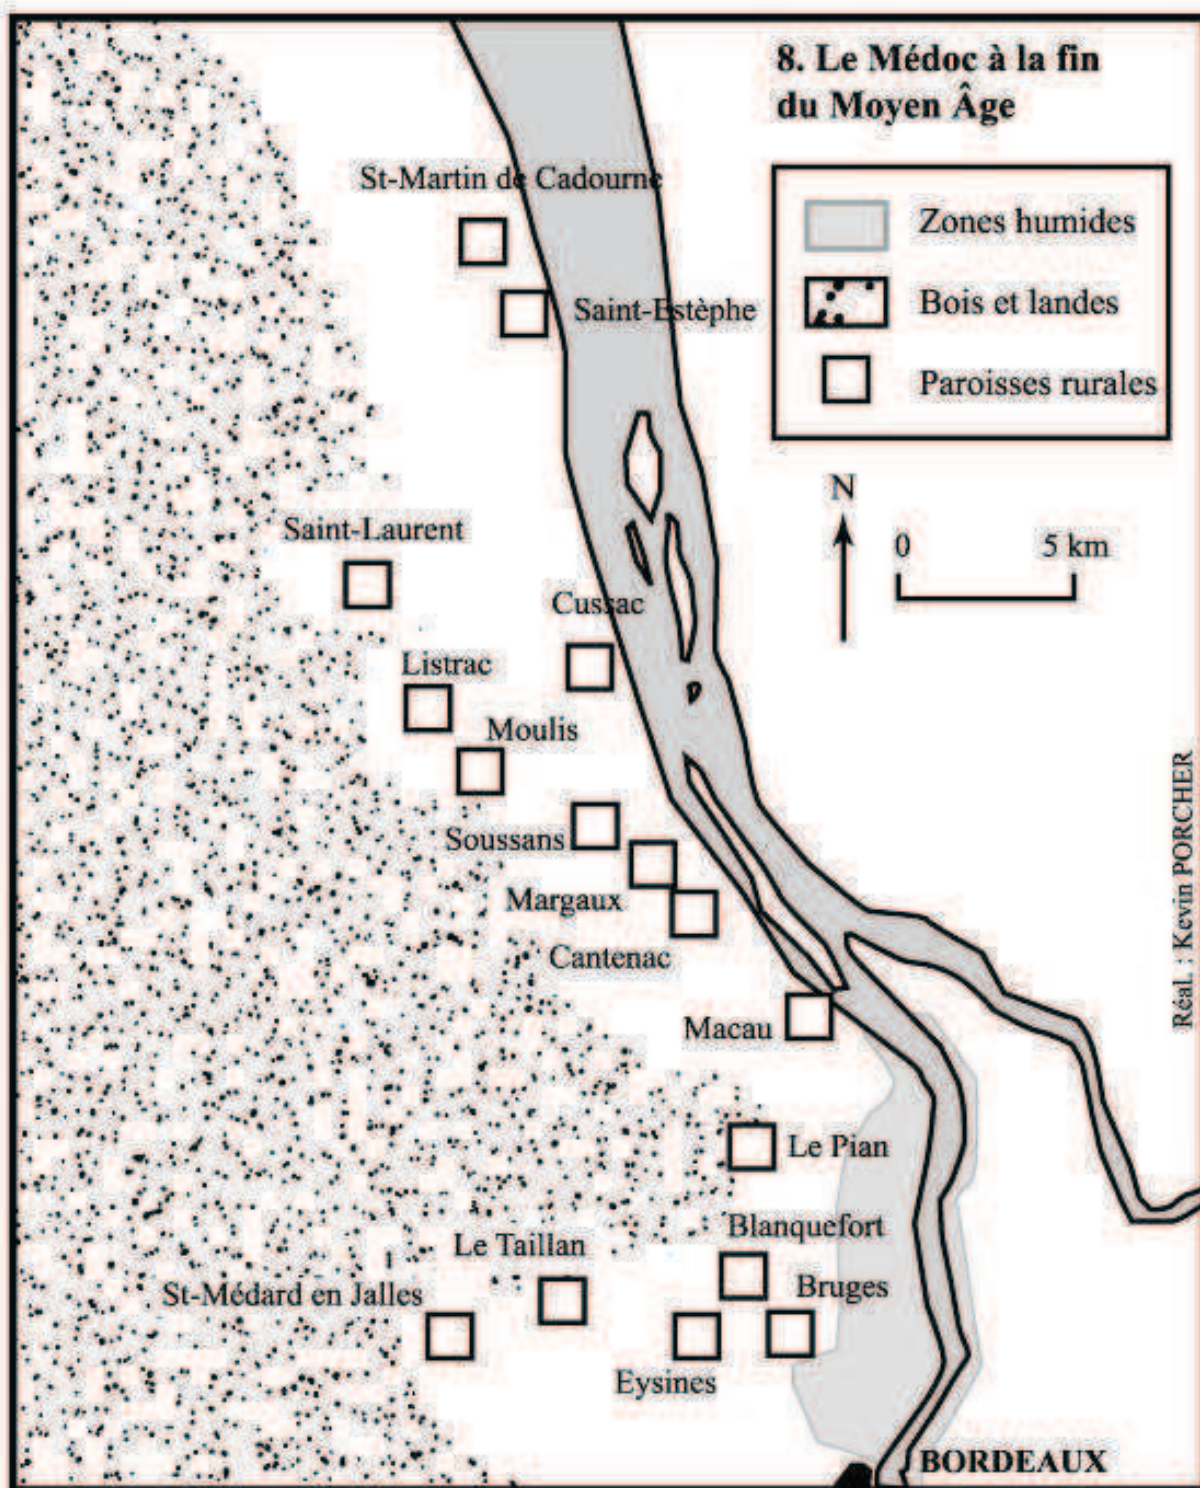 8. Le Médoc à la fin
du Moyen Âge
St-Martin de Cadourne
Zones humides
Saint-Estèphe
Bois et landes
Paroisses rurales
N
Saint-Laurent
0 5 km
Cussac
Listrac
Moulis
Soussans
Margaux
Cantenac
Macau
Réal. : Kevin PORCHER
Le Pian
Blanquefort
Le Taillan
Bruges
St-Médard en Jalles
Eysines
BORDEAUX